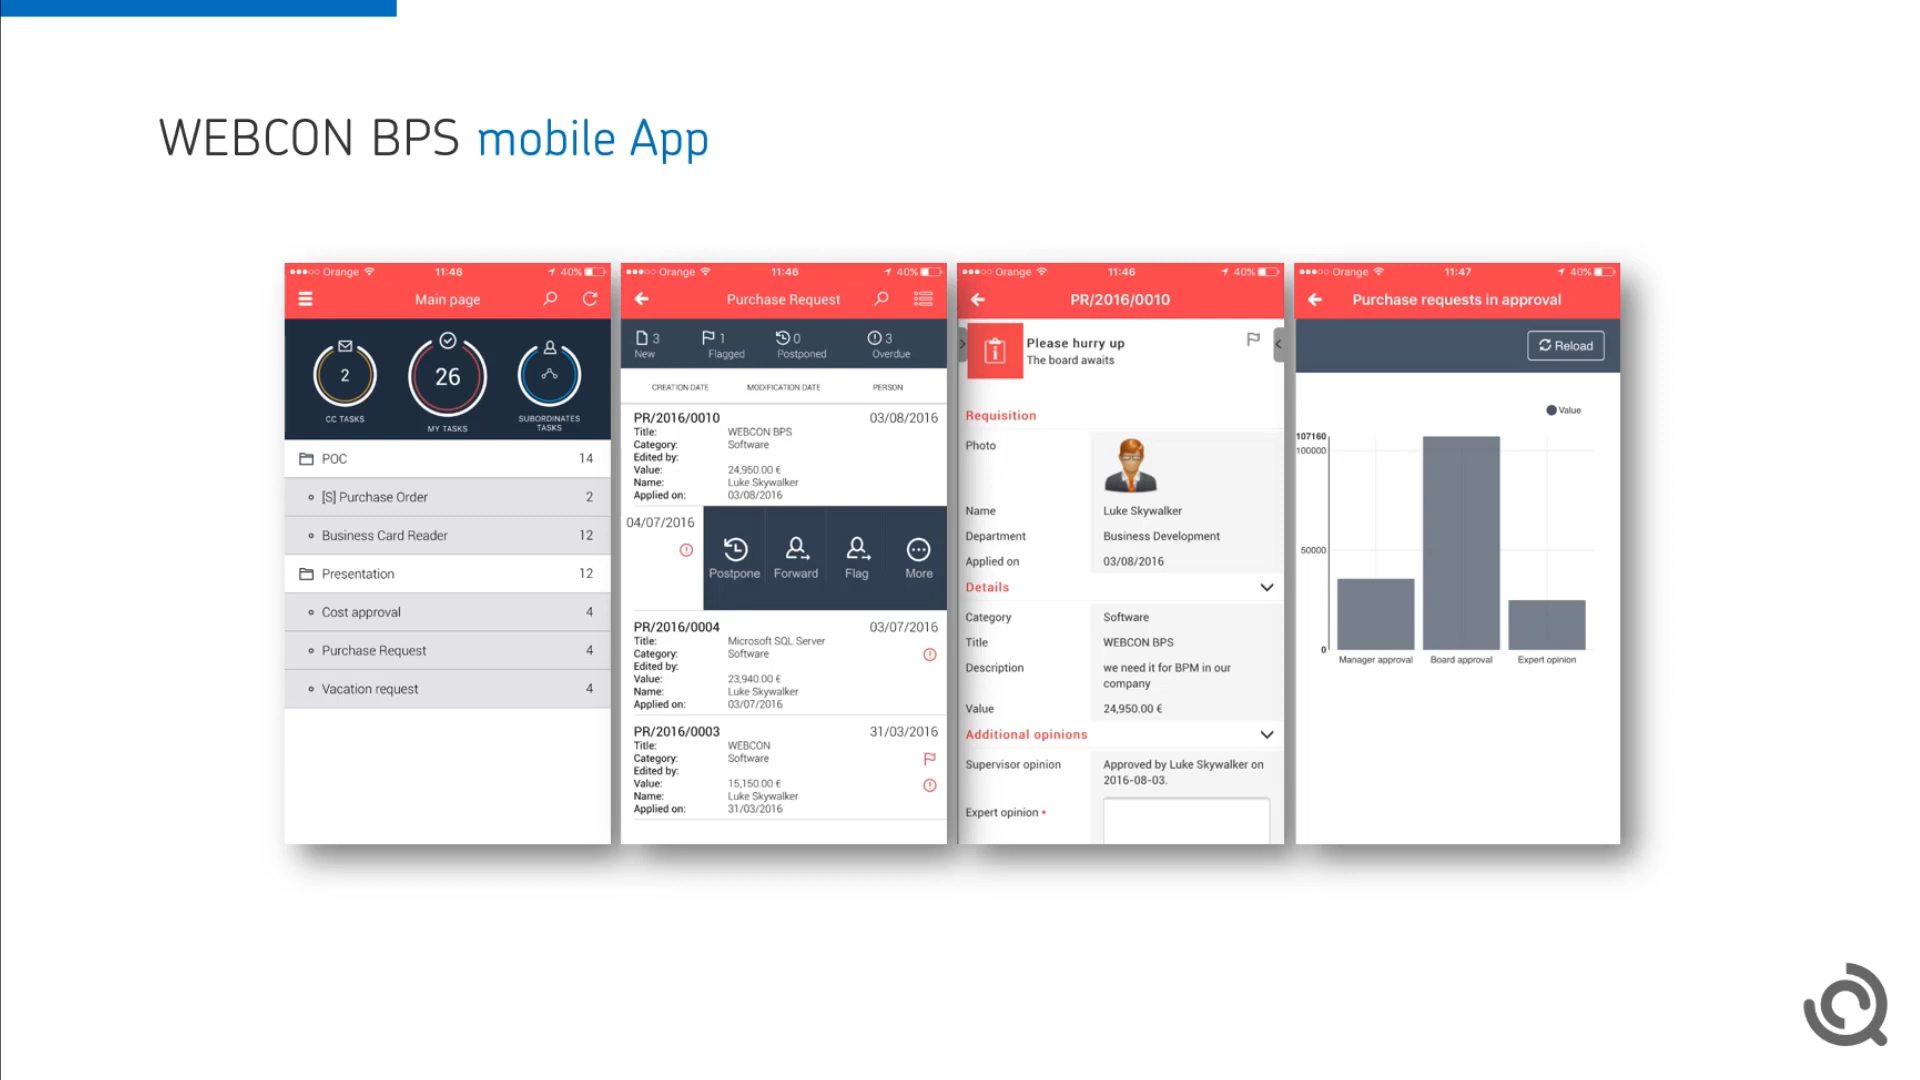 WEBCON BPS mobile App
Orange 11:46 40%
Main page
2
26
CC TASKS
MY TASKS
SUBORDINATES
TASKS
POC 14
[S] Purchase Order 2
Business Card Reader 12
Presentation 12
Cost approval 4
Purchase Request 4
Vacation request 4
Orange 11:46 40%
Purchase Request
3 1 0 3
New Flagged Postponed Overdue
CREATION DATE MODIFICATION DATE PERSON
PR/2016/0010 03/08/2016
Title: WEBCON BPS
Category: Software
Edited by:
Value: 24,950.00 €
Name: Luke Skywalker
Applied on: 03/08/2016
04/07/2016
Postpone Forward Flag More
PR/2016/0004 03/07/2016
Title: Microsoft SQL Server
Category: Software
Edited by:
Value: 23,940.00 €
Name: Luke Skywalker
Applied on: 03/07/2016
PR/2016/0003 31/03/2016
Title: WEBCON
Category: Software
Edited by:
Value: 15,150.00 €
Name: Luke Skywalker
Applied on: 31/03/2016
Orange 11:46 40%
PR/2016/0010
Please hurry up
The board awaits
Requisition
Photo
Name Luke Skywalker
Department Business Development
Applied on 03/08/2016
Details
Category Software
Title WEBCON BPS
Description we need it for BPM in our
company
Value 24,950.00 €
Additional opinions
Supervisor opinion Approved by Luke Skywalker on
2016-08-03.
Expert opinion •
Orange 11:47 40%
Purchase requests in approval
Reload
Value
107160
100000
50000
0
Manager approval Board approval Expert opinion